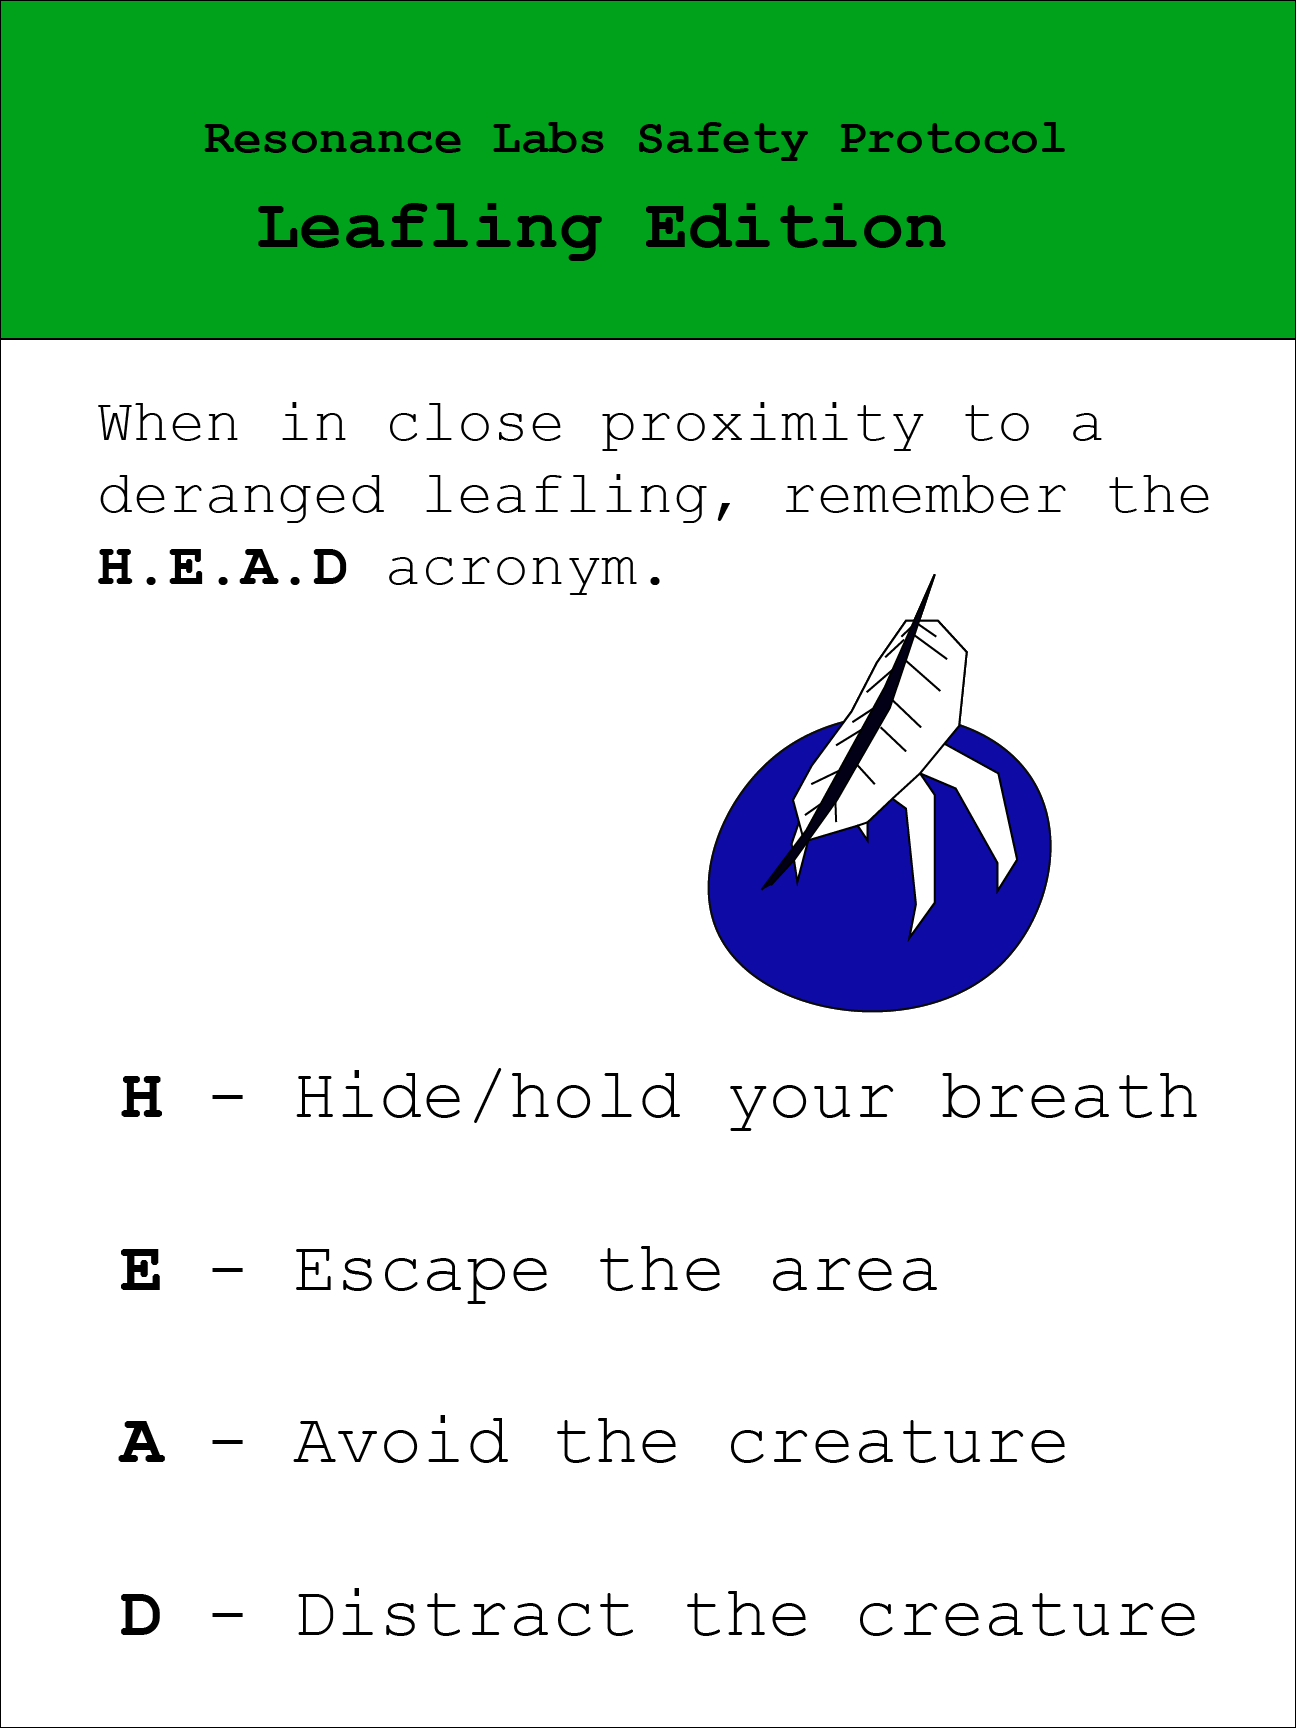 Resonance Labs Safety Protocol
Leafling Edition
When in close proximity to a
deranged leafling, remember the
H.E.A.D acronym.
H - Hide/hold your breath
E - Escape the area
A - Avoid the creature
D - Distract the creature